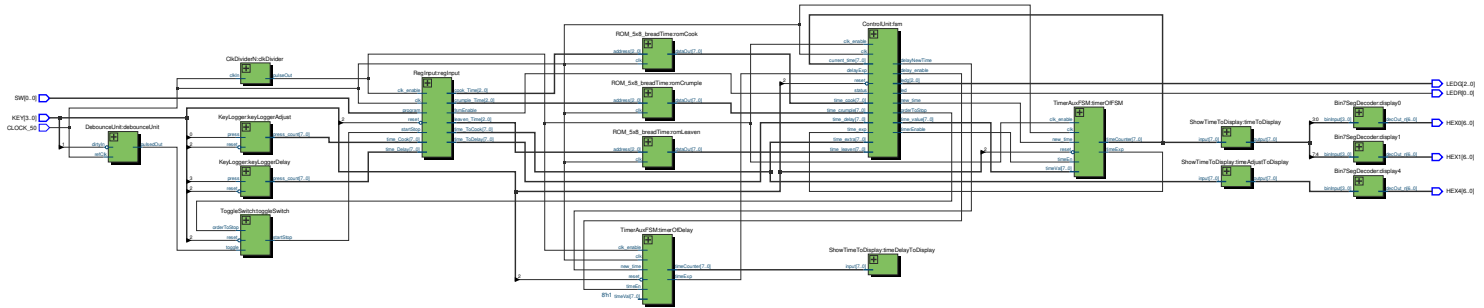 SW[0..0]
KEY[3..0]
CLOCK_50
DebounceUnit:debounceUnit
dirtyIn
refClk
pulsedOut
ClkDividerN:clkDivider
clkIn
pulseOut
KeyLogger:keyLoggerAdjust
press
reset
press_count[7..0]
KeyLogger:keyLoggerDelay
press
reset
press_count[7..0]
ToggleSwitch:toggleSwitch
orderToStop
reset
toggle
startStop
RegInput:regInput
clk_enable
clk
program
reset
startStop
time_Cook[7..0]
time_Delay[7..0]
cook_Time[2..0]
crumple_Time[2..0]
fsmEnable
leaven_Time[2..0]
time_ToCook[7..0]
time_ToDelay[7..0]
ROM_5x8_breadTime:romCook
address[2..0]
dataOut[7..0]
ROM_5x8_breadTime:romCrumple
address[2..0]
dataOut[7..0]
ROM_5x8_breadTime:romLeaven
address[2..0]
dataOut[7..0]
TimerAuxFSM:timerOfDelay
clk_enable
clk
new_time
reset
timeEn
8'h1 timeVal[7..0]
timeCounter[7..0]
timeExp
ControlUnit:fsm
clk_enable
clk
current_time[7..0]
delayExp
reset
status
time_cook[7..0]
time_crumple[7..0]
time_delay[7..0]
time_exp
time_extra[7..0]
time_leaven[7..0]
delayNewTime
delay_enable
ledg[2..0]
led
new_time
orderToStop
time_value[7..0]
timerEnable
ShowTimeToDisplay:timeDelayToDisplay
input[7..0]
TimerAuxFSM:timerOfFSM
clk_enable
clk
new_time
reset
timeEn
timeVal[7..0]
timeCounter[7..0]
timeExp
ShowTimeToDisplay:timeToDisplay
input[7..0]
output[7..0]
ShowTimeToDisplay:timeAdjustToDisplay
input[7..0]
output[7..0]
Bin7SegDecoder:display0
3:0
binInput[3..0]
decOut_n[6..0]
Bin7SegDecoder:display1
7:4
binInput[3..0]
decOut_n[6..0]
Bin7SegDecoder:display4
binInput[3..0]
decOut_n[6..0]
LEDG[2..0]
LEDR[0..0]
HEX0[6..0]
HEX1[6..0]
HEX4[6..0]